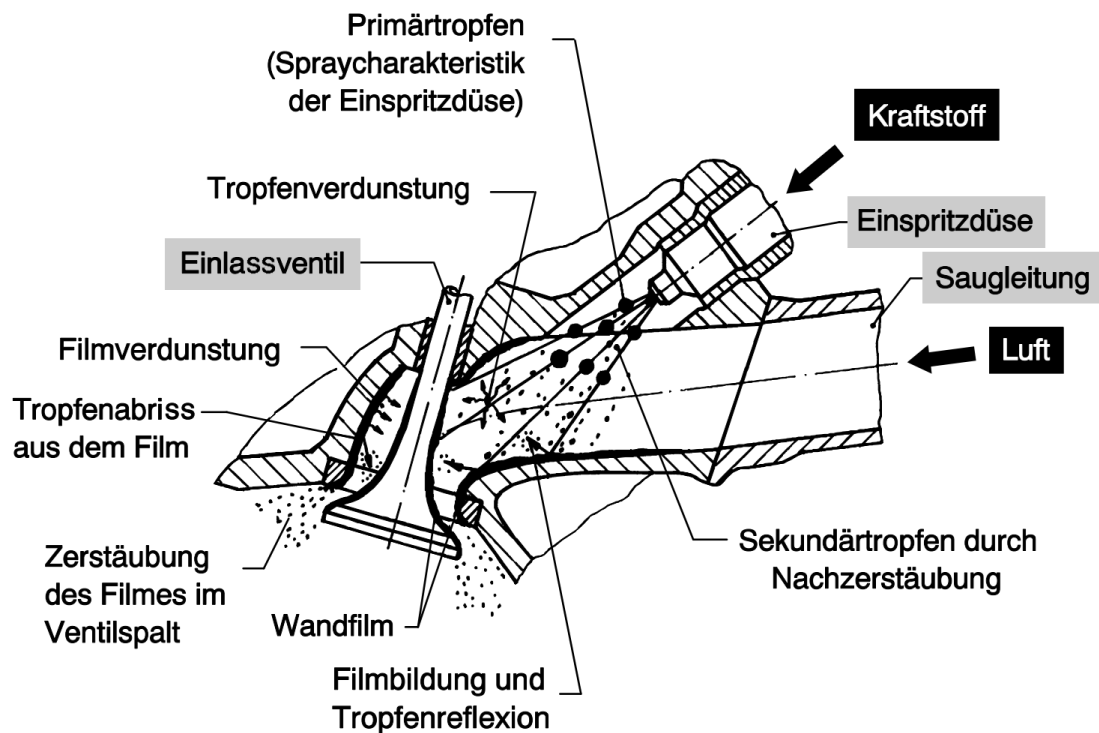 Primärtropfen
(Spraycharakteristik
der Einspritzdüse)
Kraftstoff
Tropfenverdunstung
Einspritzdüse
Einlassventil
Saugleitung
Filmverdunstung
Luft
Tropfenabriss
aus dem Film
Zerstäubung
des Filmes im
Ventilspalt
Sekundärtropfen durch
Nachzerstäubung
Wandfilm
Filmbildung und
Tropfenreflexion